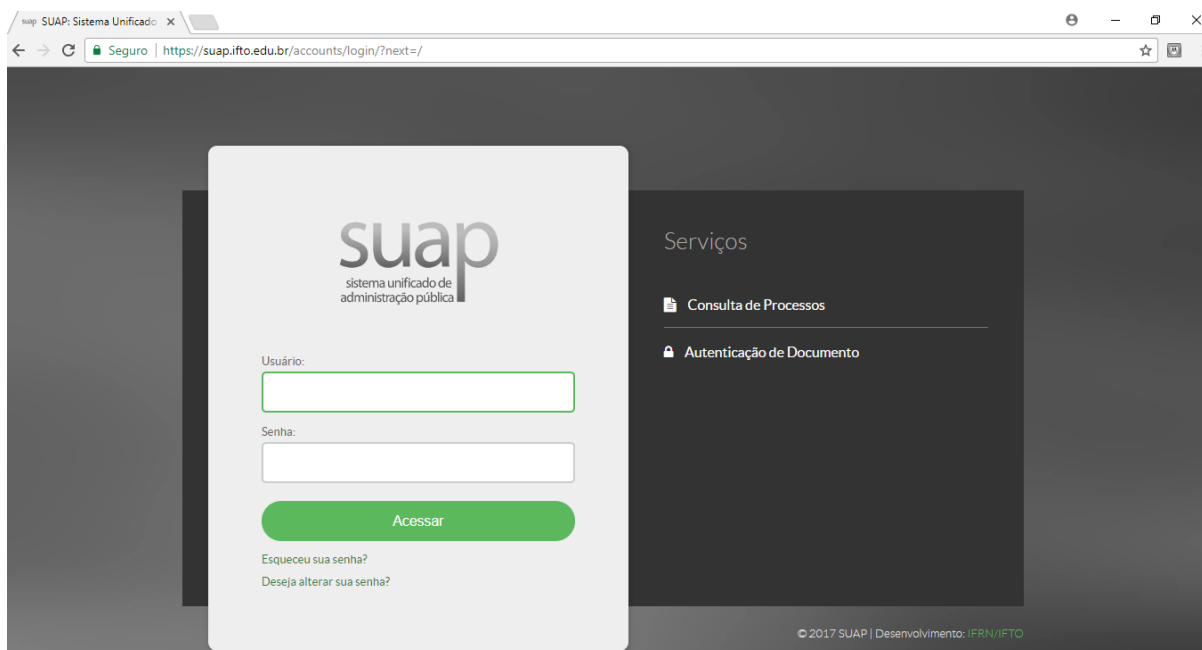 suap SUAP: Sistema Unificado
Seguro | https://suap.ifto.edu.br/accounts/login/?next=/
suap
sistema unificado de
administração pública
Usuário:
Senha:
Acessar
Esqueceu sua senha?
Deseja alterar sua senha?
Serviços
Consulta de Processos
Autenticação de Documento
© 2017 SUAP | Desenvolvimento: IFRN/IFTO